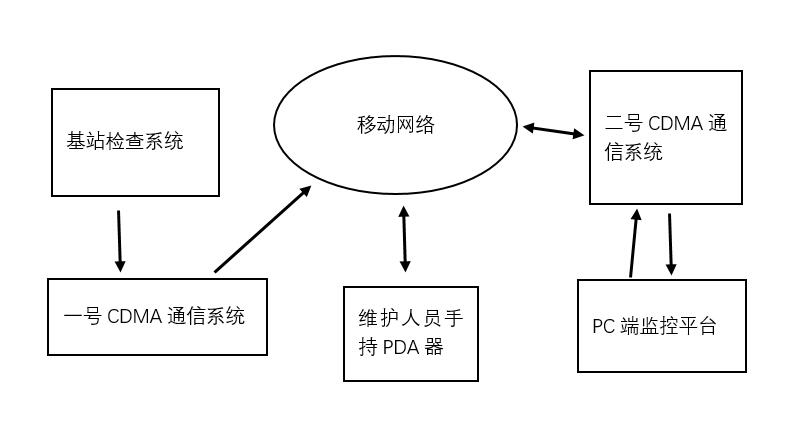 基站检查系统
移动网络
二号 CDMA 通
信系统
一号 CDMA 通信系统
维护人员手
持 PDA 器
PC 端监控平台